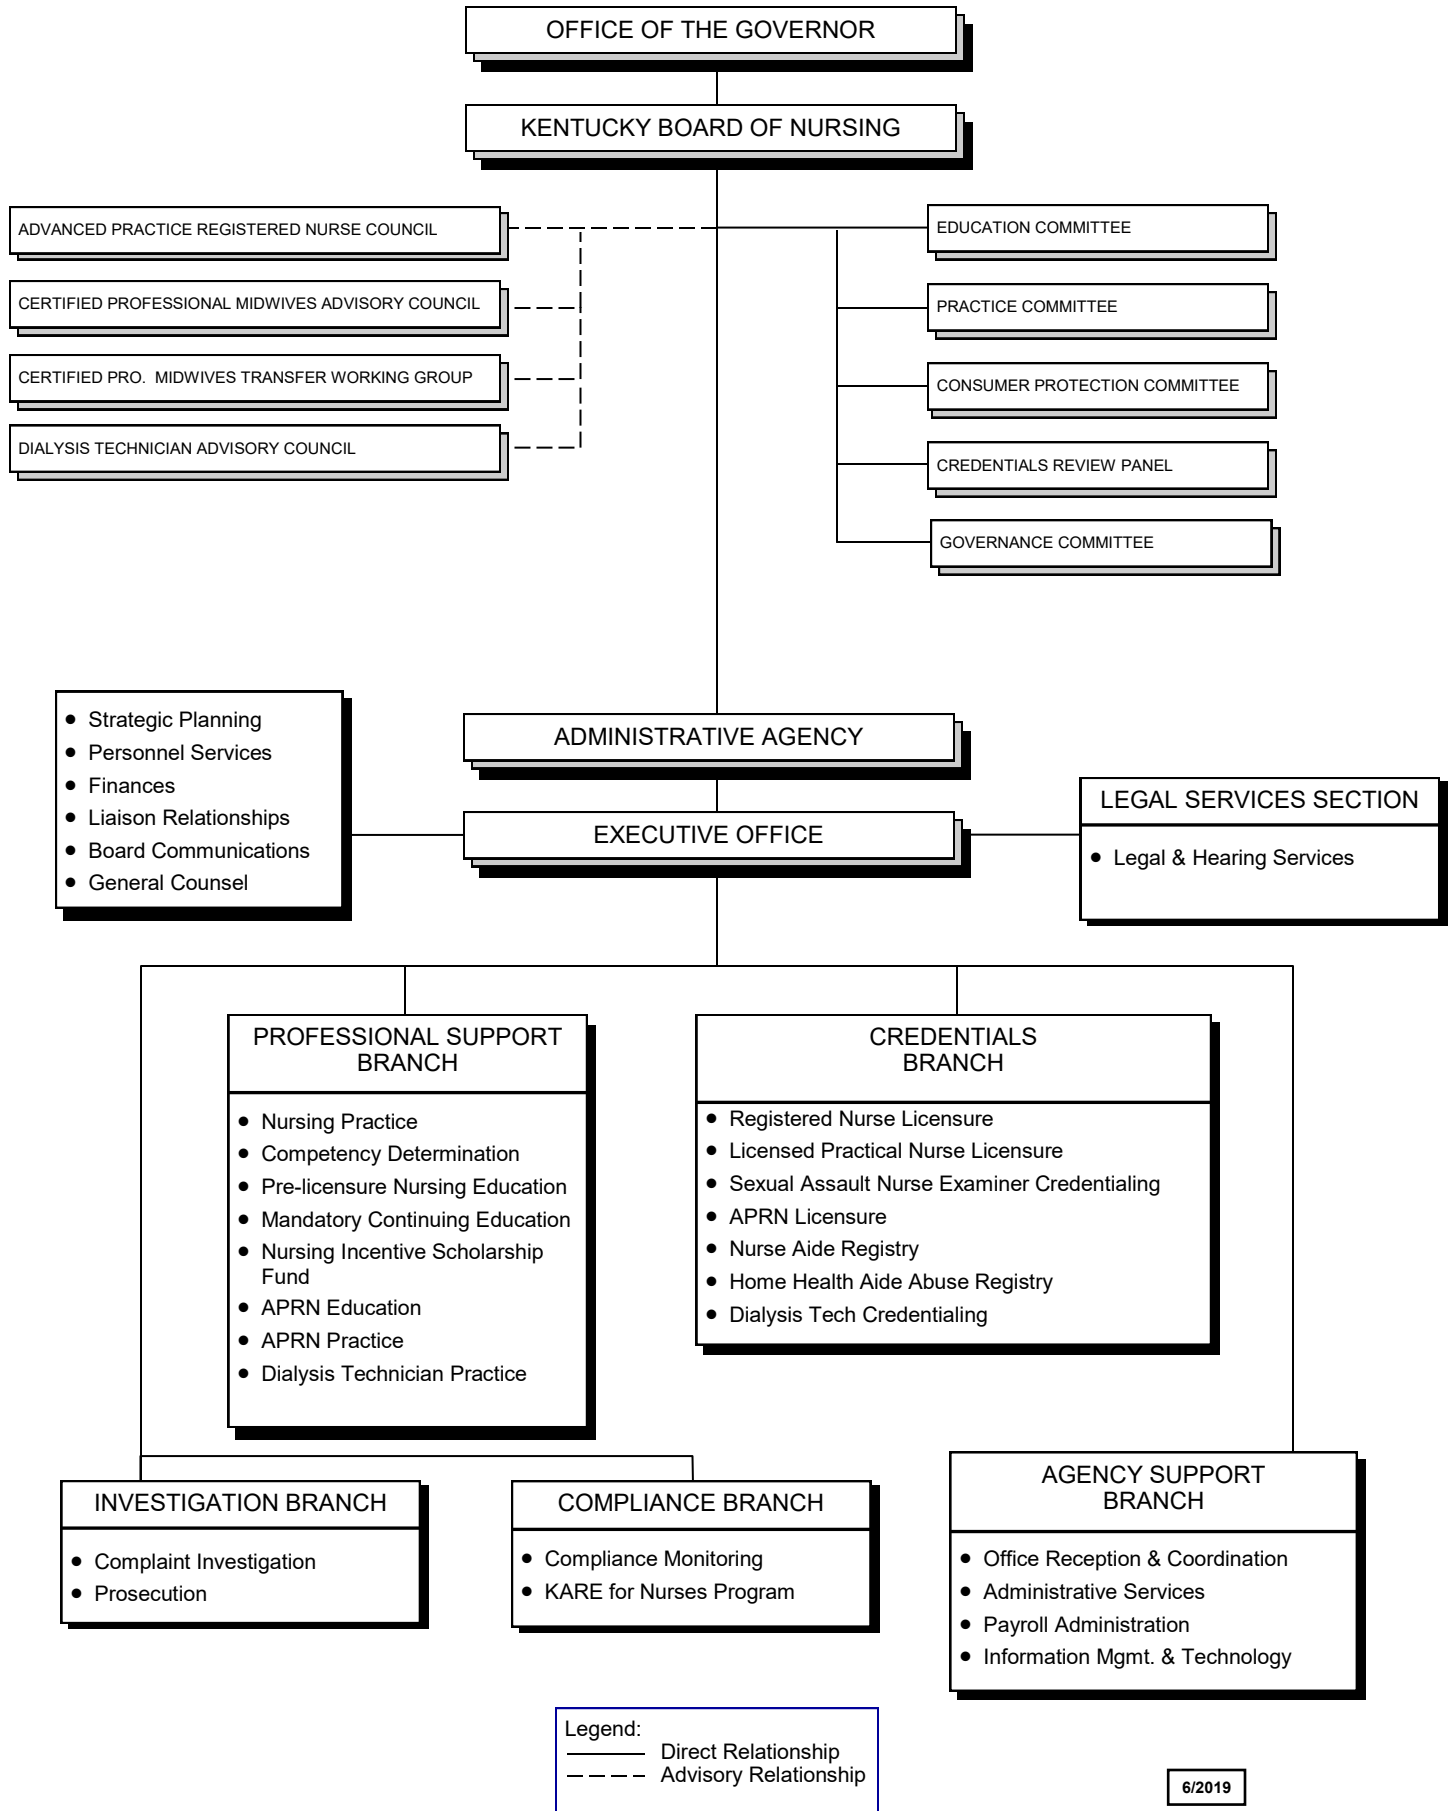 OFFICE OF THE GOVERNOR
KENTUCKY BOARD OF NURSING
ADVANCED PRACTICE REGISTERED NURSE COUNCIL
CERTIFIED PROFESSIONAL MIDWIVES ADVISORY COUNCIL
CERTIFIED PRO. MIDWIVES TRANSFER WORKING GROUP
DIALYSIS TECHNICIAN ADVISORY COUNCIL
EDUCATION COMMITTEE
PRACTICE COMMITTEE
CONSUMER PROTECTION COMMITTEE
CREDENTIALS REVIEW PANEL
GOVERNANCE COMMITTEE
• Strategic Planning
• Personnel Services
• Finances
• Liaison Relationships
• Board Communications
• General Counsel
ADMINISTRATIVE AGENCY
EXECUTIVE OFFICE
LEGAL SERVICES SECTION
• Legal & Hearing Services
PROFESSIONAL SUPPORT
BRANCH
• Nursing Practice
• Competency Determination
• Pre-licensure Nursing Education
• Mandatory Continuing Education
• Nursing Incentive Scholarship
Fund
• APRN Education
• APRN Practice
• Dialysis Technician Practice
CREDENTIALS
BRANCH
• Registered Nurse Licensure
• Licensed Practical Nurse Licensure
• Sexual Assault Nurse Examiner Credentialing
• APRN Licensure
• Nurse Aide Registry
• Home Health Aide Abuse Registry
• Dialysis Tech Credentialing
INVESTIGATION BRANCH
• Complaint Investigation
• Prosecution
COMPLIANCE BRANCH
• Compliance Monitoring
• KARE for Nurses Program
AGENCY SUPPORT
BRANCH
• Office Reception & Coordination
• Administrative Services
• Payroll Administration
• Information Mgmt. & Technology
Legend:
Direct Relationship
Advisory Relationship
6/2019